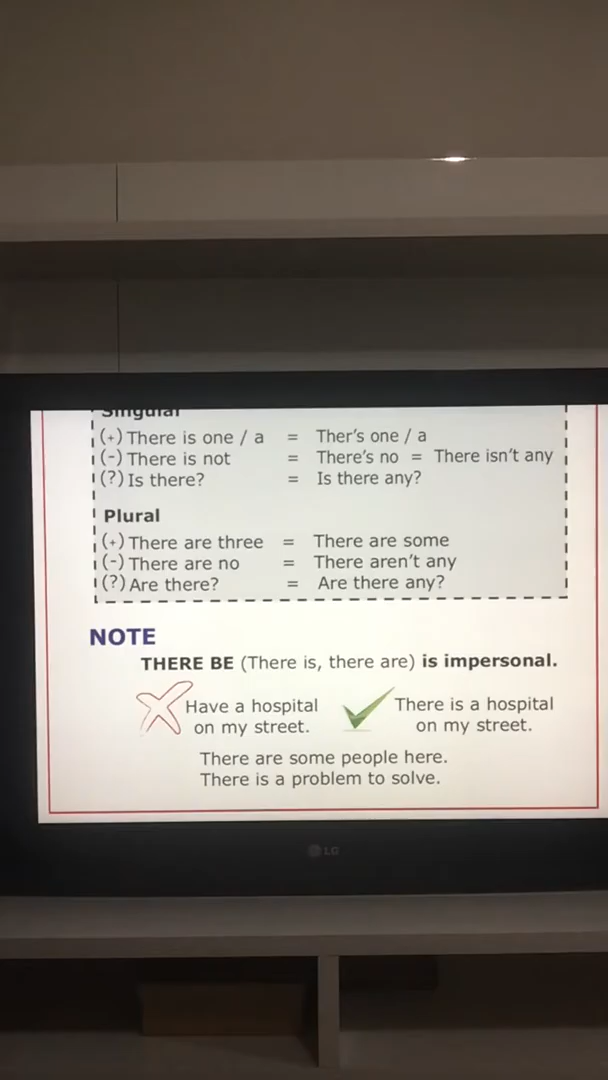 Singular
(+) There is one / a = Ther's one / a
(-) There is not = There's no = There isn't any
(?) Is there? = Is there any?
Plural
(+) There are three = There are some
(-) There are no = There aren't any
(?) Are there? = Are there any?
NOTE
THERE BE (There is, there are) is impersonal.
Have a hospital
on my street.
There is a hospital
on my street.
There are some people here.
There is a problem to solve.
LG